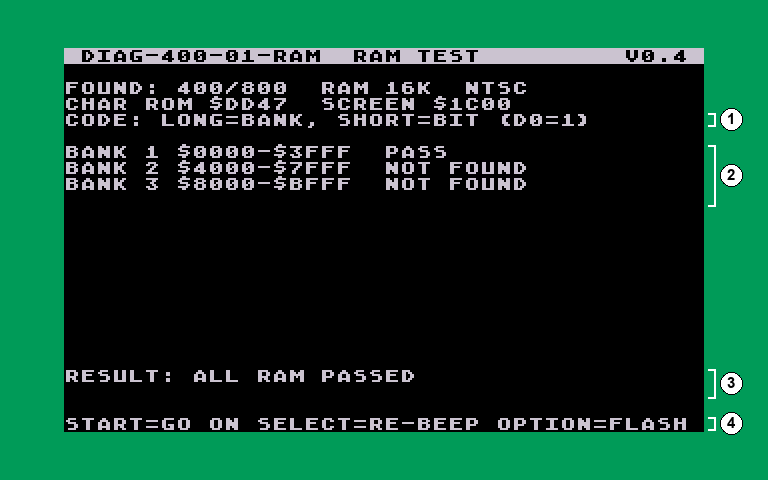 DIAG-400-01-RAM RAM TEST V0.4
FOUND: 400/800 RAM 16K NTSC
CHAR ROM $DD47 SCREEN $1C00
CODE: LONG=BANK, SHORT=BIT (D0=1)
1
BANK 1 $0000-$3FFF PASS
BANK 2 $4000-$7FFF NOT FOUND
2
BANK 3 $8000-$BFFF NOT FOUND
RESULT: ALL RAM PASSED
3
START=GO ON SELECT=RE-BEEP OPTION=FLASH
4